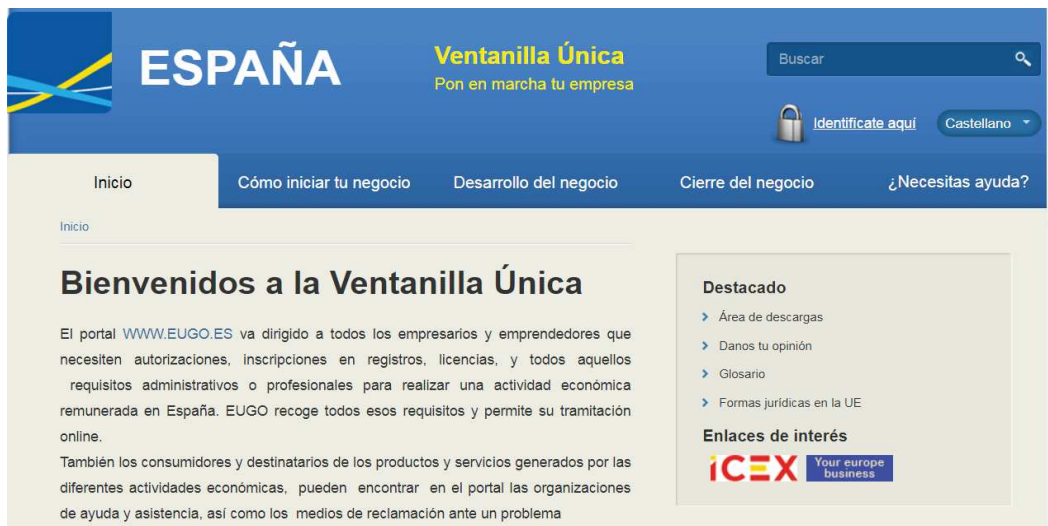 ESPAÑA
Ventanilla Única
Pon en marcha tu empresa
Buscar
Identifícate aquí
Castellano
Inicio
Cómo iniciar tu negocio
Desarrollo del negocio
Cierre del negocio
¿Necesitas ayuda?
Inicio
Bienvenidos a la Ventanilla Única
El portal WWW.EUGO.ES va dirigido a todos los empresarios y emprendedores que
necesiten autorizaciones, inscripciones en registros, licencias, y todos aquellos
requisitos administrativos o profesionales para realizar una actividad económica
remunerada en España. EUGO recoge todos esos requisitos y permite su tramitación
online.
También los consumidores y destinatarios de los productos y servicios generados por las
diferentes actividades económicas, pueden encontrar en el portal las organizaciones
de ayuda y asistencia, así como los medios de reclamación ante un problema
Destacado
Área de descargas
Danos tu opinión
Glosario
Formas jurídicas en la UE
Enlaces de interés
iCEX
Your europe
business